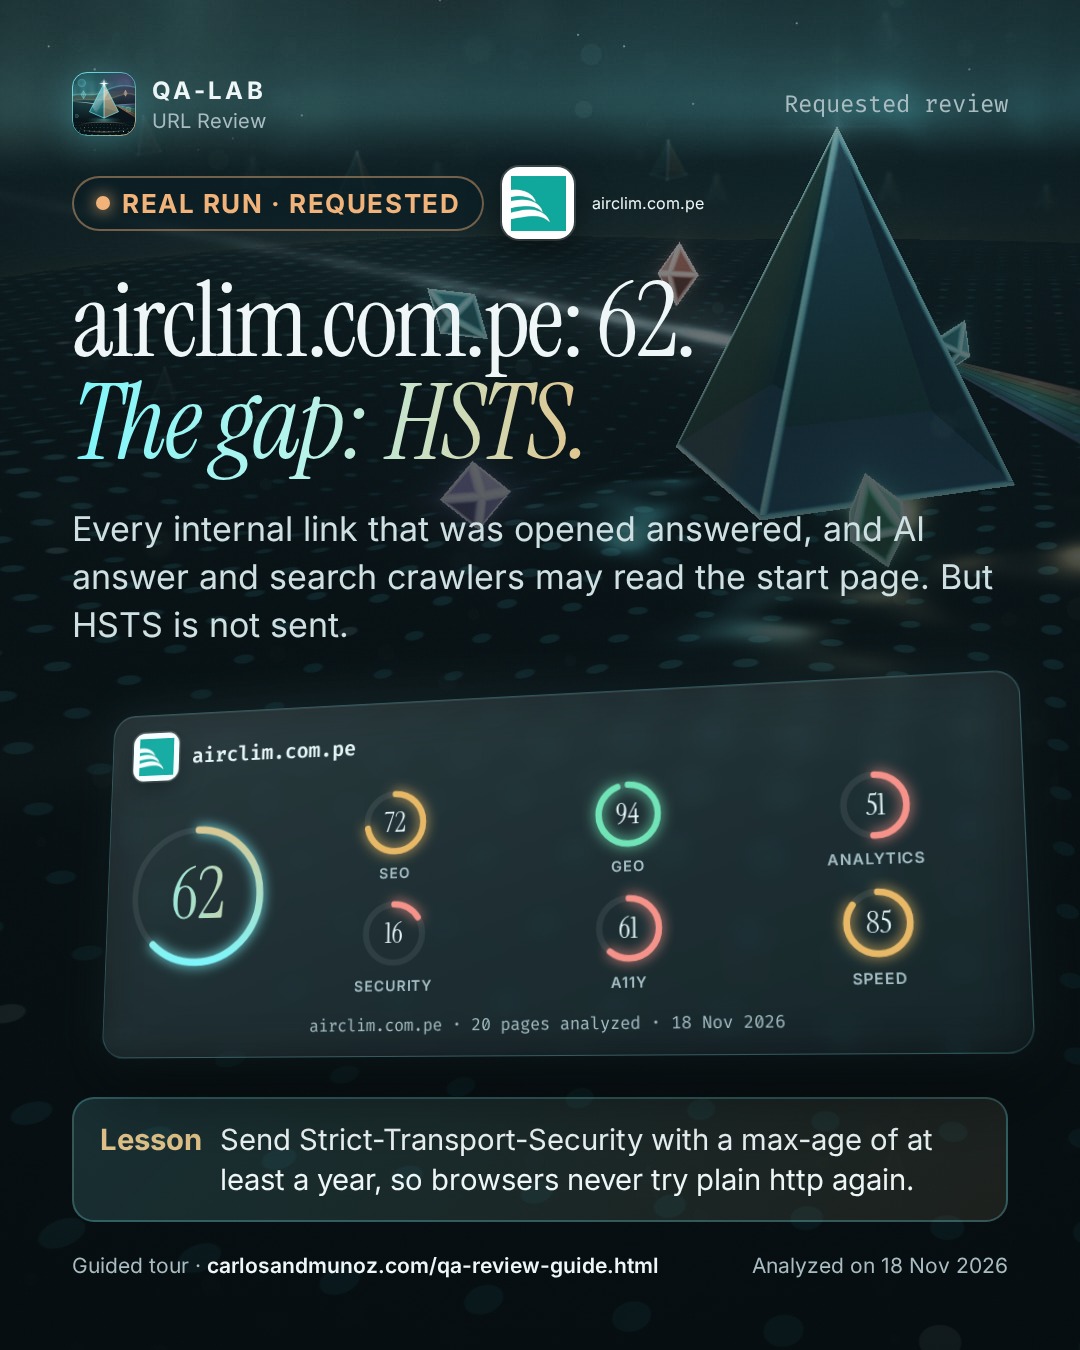 QA-LAB
URL Review
Requested review
REAL RUN · REQUESTED
airclim.com.pe
airclim.com.pe: 62.
The gap: HSTS.
Every internal link that was opened answered, and AI
answer and search crawlers may read the start page. But
HSTS is not sent.
airclim.com.pe
62
72
SEO
94
GEO
51
ANALYTICS
16
SECURITY
61
A11Y
85
SPEED
airclim.com.pe · 20 pages analyzed · 18 Nov 2026
Lesson Send Strict-Transport-Security with a max-age of at
least a year, so browsers never try plain http again.
Guided tour · carlosandmunoz.com/qa-review-guide.html
Analyzed on 18 Nov 2026